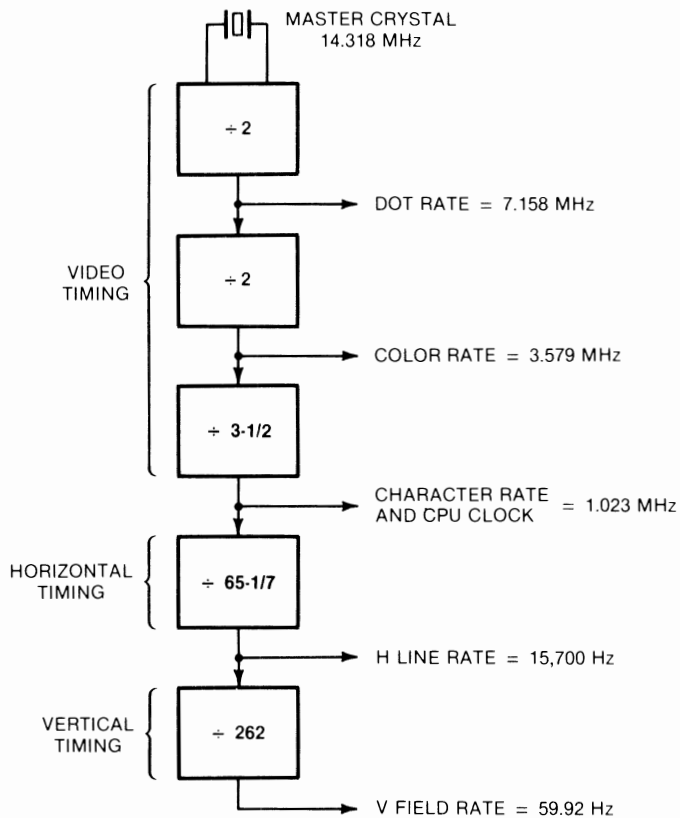 MASTER CRYSTAL
14.318 MHz
÷ 2
DOT RATE = 7.158 MHz
VIDEO
TIMING
÷ 2
COLOR RATE = 3.579 MHz
÷ 3-1/2
CHARACTER RATE
AND CPU CLOCK = 1.023 MHz
HORIZONTAL
TIMING
÷ 65-1/7
H LINE RATE = 15,700 Hz
VERTICAL
TIMING
÷ 262
V FIELD RATE = 59.92 Hz